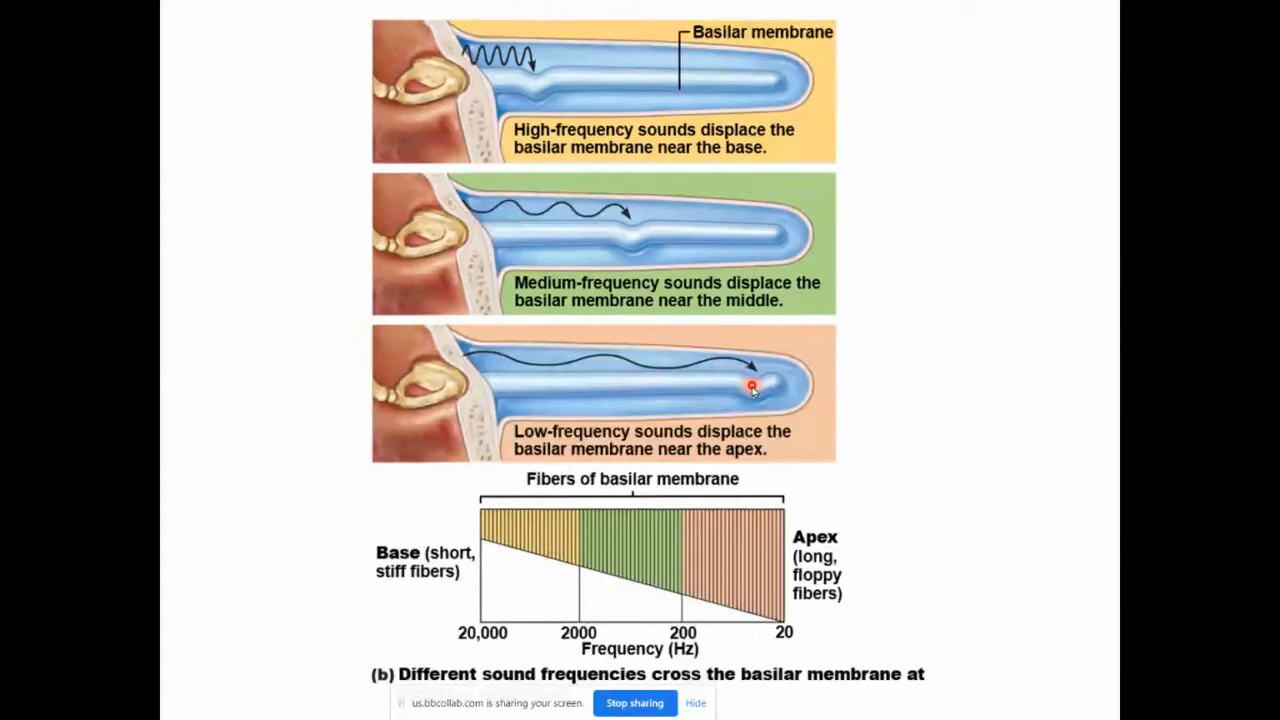 Basilar membrane
High-frequency sounds displace the
basilar membrane near the base.
Medium-frequency sounds displace the
basilar membrane near the middle.
Low-frequency sounds displace the
basilar membrane near the apex.
Fibers of basilar membrane
Base (short,
stiff fibers)
Apex
(long,
floppy
fibers)
20,000 2000 200 20
Frequency (Hz)
(b) Different sound frequencies cross the basilar membrane at
us.bbcollab.com is sharing your screen. Stop sharing Hide